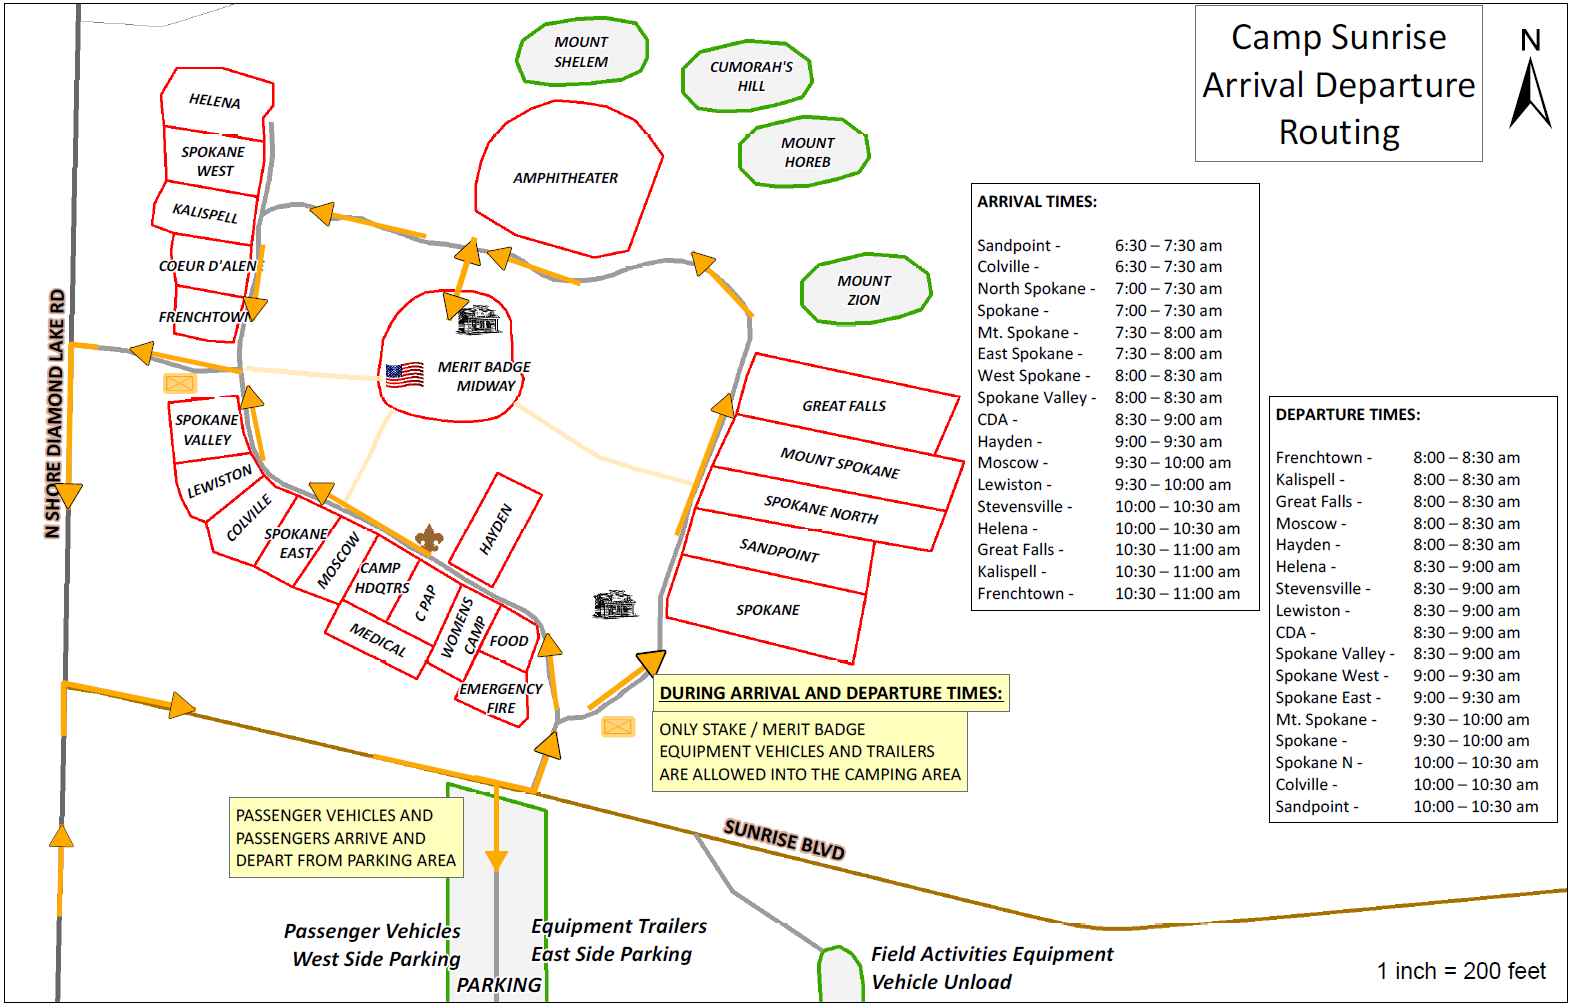 Camp Sunrise
Arrival Departure
Routing
N
MOUNT
SHELEM
CUMORAH'S
HILL
MOUNT
HOREB
MOUNT
ZION
AMPHITHEATER
HELENA
SPOKANE
WEST
KALISPELL
COEUR D'ALENE
FRENCHTOWN
MERIT BADGE
MIDWAY
N SHORE DIAMOND LAKE RD
SPOKANE
VALLEY
LEWISTON
COLVILLE
SPOKANE
EAST
MOSCOW
CAMP
HDQTRS
C PAP
MEDICAL
WOMENS
CAMP
FOOD
EMERGENCY
FIRE
HAYDEN
GREAT FALLS
MOUNT SPOKANE
SPOKANE NORTH
SANDPOINT
SPOKANE
ARRIVAL TIMES:
Sandpoint - 6:30 – 7:30 am
Colville - 6:30 – 7:30 am
North Spokane - 7:00 – 7:30 am
Spokane - 7:00 – 7:30 am
Mt. Spokane - 7:30 – 8:00 am
East Spokane - 7:30 – 8:00 am
West Spokane - 8:00 – 8:30 am
Spokane Valley - 8:00 – 8:30 am
CDA - 8:30 – 9:00 am
Hayden - 9:00 – 9:30 am
Moscow - 9:30 – 10:00 am
Lewiston - 9:30 – 10:00 am
Stevensville - 10:00 – 10:30 am
Helena - 10:00 – 10:30 am
Great Falls - 10:30 – 11:00 am
Kalispell - 10:30 – 11:00 am
Frenchtown - 10:30 – 11:00 am
DEPARTURE TIMES:
Frenchtown - 8:00 – 8:30 am
Kalispell - 8:00 – 8:30 am
Great Falls - 8:00 – 8:30 am
Moscow - 8:00 – 8:30 am
Hayden - 8:00 – 8:30 am
Helena - 8:30 – 9:00 am
Stevensville - 8:30 – 9:00 am
Lewiston - 8:30 – 9:00 am
CDA - 8:30 – 9:00 am
Spokane Valley - 8:30 – 9:00 am
Spokane West - 9:00 – 9:30 am
Spokane East - 9:00 – 9:30 am
Mt. Spokane - 9:30 – 10:00 am
Spokane - 9:30 – 10:00 am
Spokane N - 10:00 – 10:30 am
Colville - 10:00 – 10:30 am
Sandpoint - 10:00 – 10:30 am
DURING ARRIVAL AND DEPARTURE TIMES:
ONLY STAKE / MERIT BADGE
EQUIPMENT VEHICLES AND TRAILERS
ARE ALLOWED INTO THE CAMPING AREA
PASSENGER VEHICLES AND
PASSENGERS ARRIVE AND
DEPART FROM PARKING AREA
SUNRISE BLVD
Passenger Vehicles
West Side Parking
Equipment Trailers
East Side Parking
PARKING
Field Activities Equipment
Vehicle Unload
1 inch = 200 feet